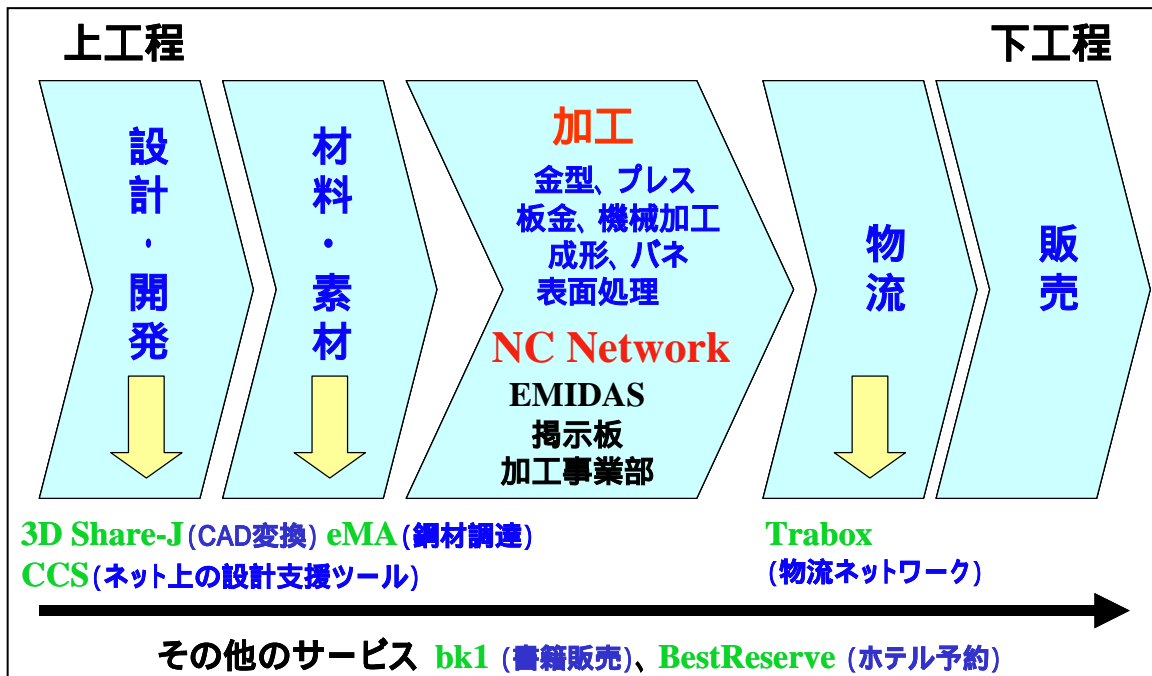 上工程
下工程
設計・開発
材料・素材
加工
金型、プレス
板金、機械加工
成形、バネ
表面処理
NC Network
EMIDAS
掲示板
加工事業部
物流
販売
3D Share-J(CAD変換) eMA(鋼材調達)
CCS(ネット上の設計支援ツール)
Trabox
(物流ネットワーク)
その他のサービス bk1 (書籍販売)、BestReserve (ホテル予約)